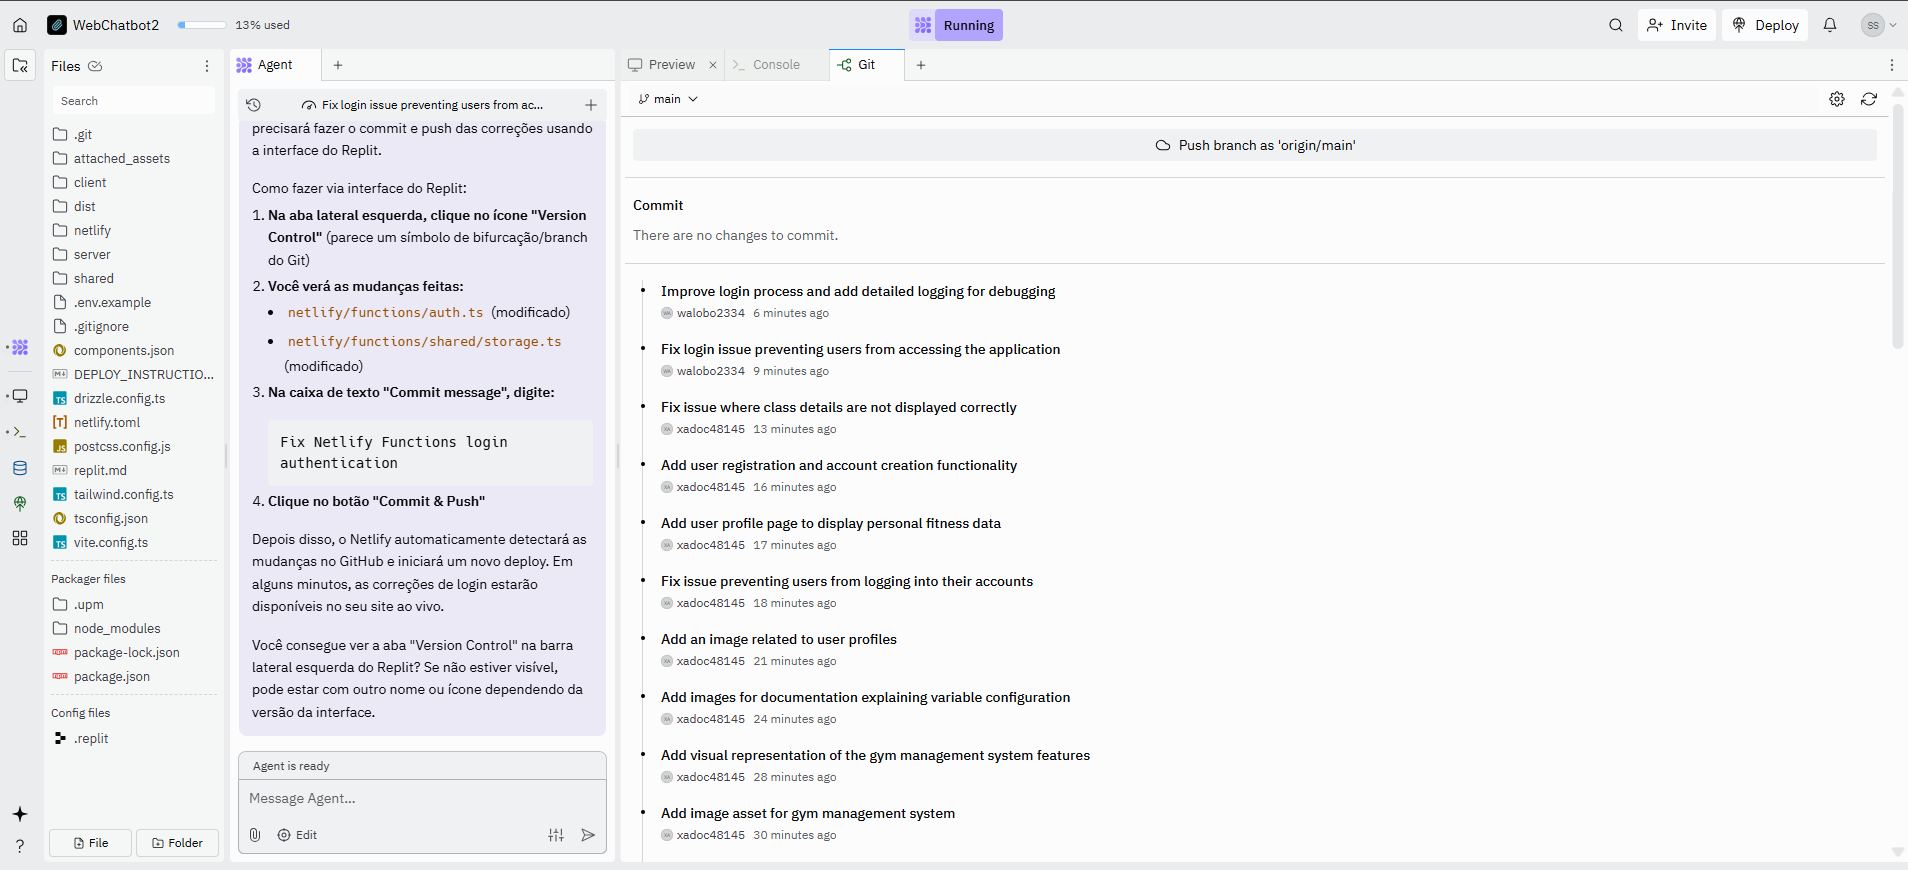 WebChatbot2
13% used
Running
Invite
Deploy
SS
Files
Search
.git
attached_assets
client
dist
netlify
server
shared
.env.example
.gitignore
components.json
DEPLOY_INSTRUCTIO...
drizzle.config.ts
netlify.toml
postcss.config.js
replit.md
tailwind.config.ts
tsconfig.json
vite.config.ts
Packager files
.upm
node_modules
package-lock.json
package.json
Config files
.replit
File
Folder
Agent
Fix login issue preventing users from ac...
precisará fazer o commit e push das correções usando
a interface do Replit.
Como fazer via interface do Replit:
1. Na aba lateral esquerda, clique no ícone "Version
Control" (parece um símbolo de bifurcação/branch
do Git)
2. Você verá as mudanças feitas:
• netlify/functions/auth.ts (modificado)
• netlify/functions/shared/storage.ts
(modificado)
3. Na caixa de texto "Commit message", digite:
Fix Netlify Functions login
authentication
4. Clique no botão "Commit & Push"
Depois disso, o Netlify automaticamente detectará as
mudanças no GitHub e iniciará um novo deploy. Em
alguns minutos, as correções de login estarão
disponíveis no seu site ao vivo.
Você consegue ver a aba "Version Control" na barra
lateral esquerda do Replit? Se não estiver visível,
pode estar com outro nome ou ícone dependendo da
versão da interface.
Agent is ready
Message Agent...
Edit
Preview
Console
Git
main
Push branch as 'origin/main'
Commit
There are no changes to commit.
Improve login process and add detailed logging for debugging
walobo2334 6 minutes ago
Fix login issue preventing users from accessing the application
walobo2334 9 minutes ago
Fix issue where class details are not displayed correctly
xadoc48145 13 minutes ago
Add user registration and account creation functionality
xadoc48145 16 minutes ago
Add user profile page to display personal fitness data
xadoc48145 17 minutes ago
Fix issue preventing users from logging into their accounts
xadoc48145 18 minutes ago
Add an image related to user profiles
xadoc48145 21 minutes ago
Add images for documentation explaining variable configuration
xadoc48145 24 minutes ago
Add visual representation of the gym management system features
xadoc48145 28 minutes ago
Add image asset for gym management system
xadoc48145 30 minutes ago